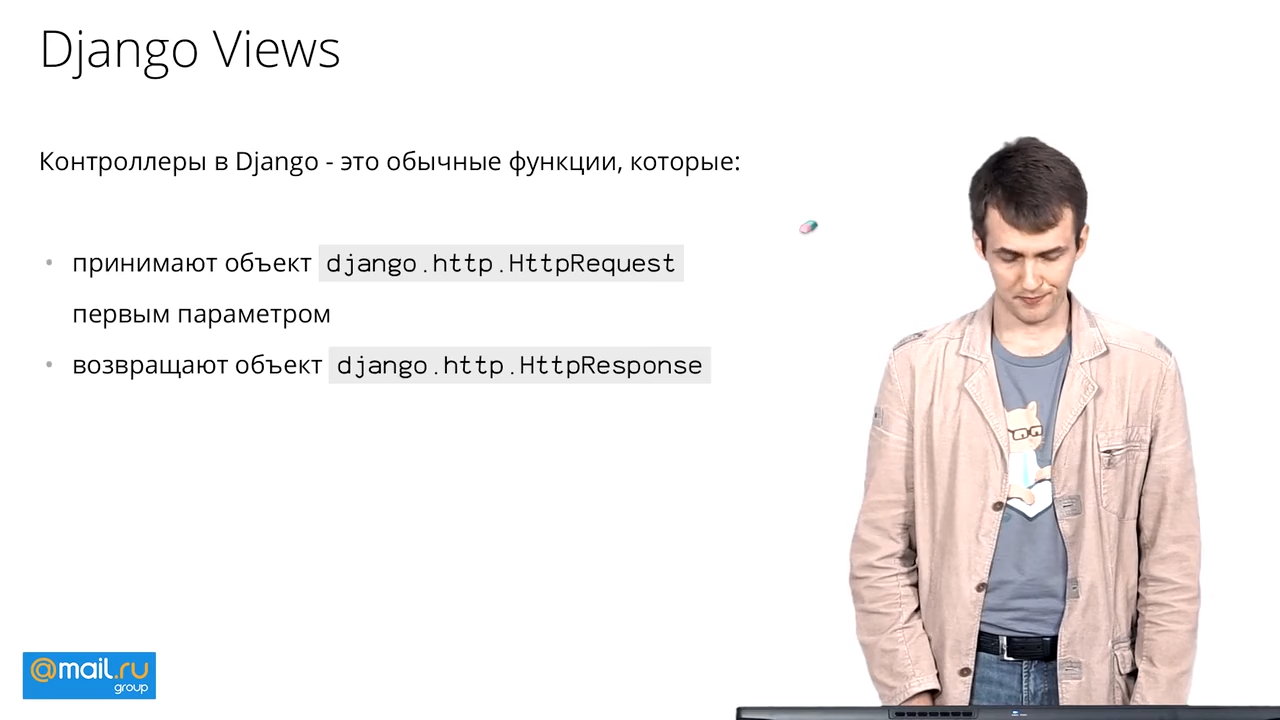 Django Views
Контроллеры в Django - это обычные функции, которые:
• принимают объект django.http.HttpRequest
первым параметром
• возвращают объект django.http.HttpResponse
@mail.ru
group